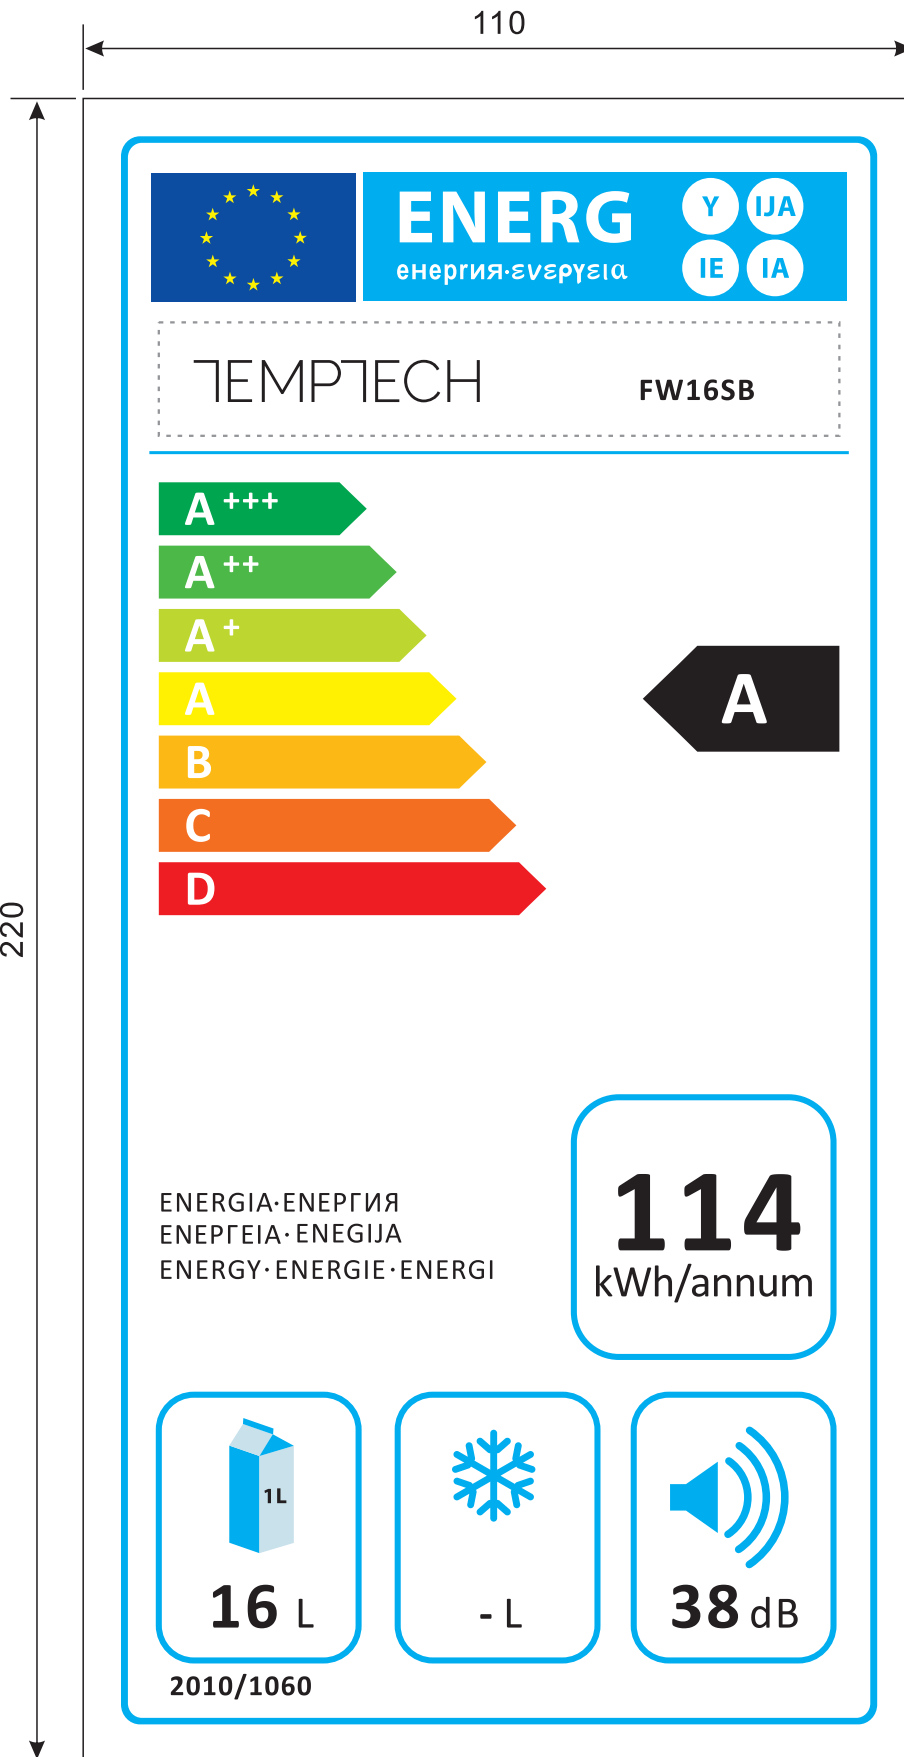 110
220
ENERG
енергия·ενεργεια
Y IJA
IE IA
TEMPTECH FW16SB
A+++
A++
A+
A
B
C
D
A
ENERGIA·ЕНЕРГИЯ
ΕΝΕΡΓΕΙΑ·ENEGIJA
ENERGY·ENERGIE·ENERGI
114
kWh/annum
1L
16 L
- L
38 dB
2010/1060